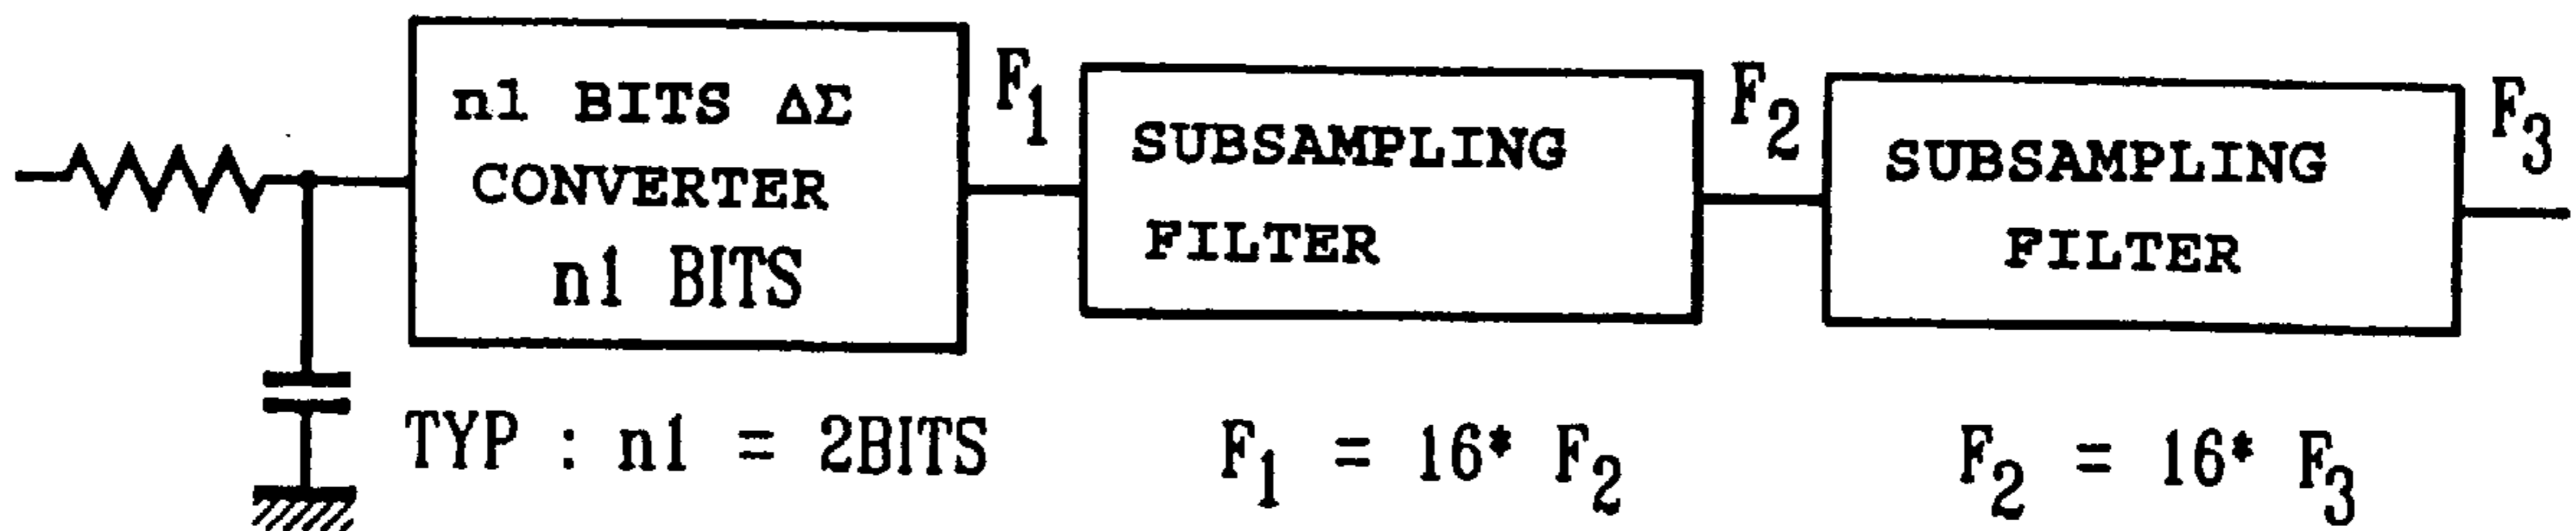 n1 BITS ΔΣ
CONVERTER
n1 BITS
F1
SUBSAMPLING
FILTER
F2
SUBSAMPLING
FILTER
F3
TYP : n1 = 2BITS
F1 = 16* F2
F2 = 16* F3